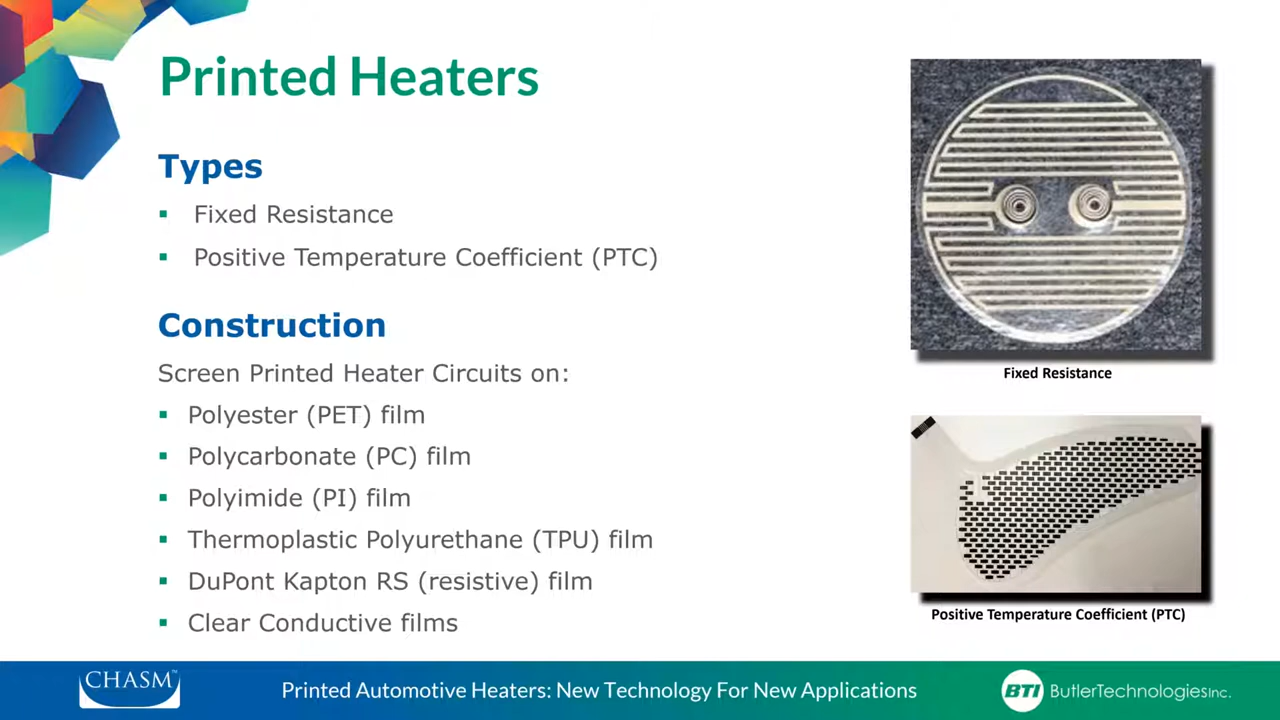 Printed Heaters
Types
▪ Fixed Resistance
▪ Positive Temperature Coefficient (PTC)
Construction
Screen Printed Heater Circuits on:
▪ Polyester (PET) film
▪ Polycarbonate (PC) film
▪ Polyimide (PI) film
▪ Thermoplastic Polyurethane (TPU) film
▪ DuPont Kapton RS (resistive) film
▪ Clear Conductive films
Fixed Resistance
Positive Temperature Coefficient (PTC)
CHASM™
Printed Automotive Heaters: New Technology For New Applications
BTI ButlerTechnologiesInc.